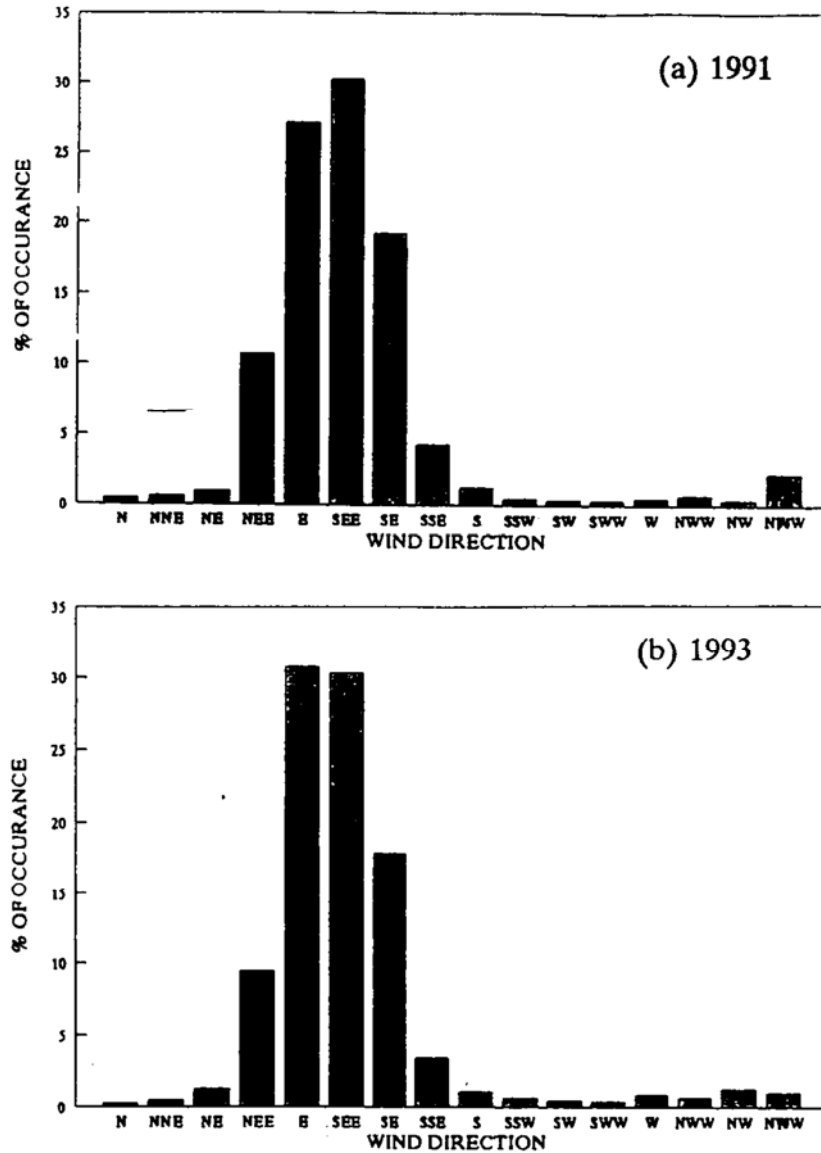 35
(a) 1991
30
25
20
15
10
5
0
% OF OCCURANCE
N NNE NE NEE E SEE SE SSE S SSW SW SWW W NWW NW NNW
WIND DIRECTION
35
(b) 1993
30
25
20
15
10
5
0
% OF OCCURANCE
N NNE NE NEE E SEE SE SSE S SSW SW SWW W NWW NW NNW
WIND DIRECTION